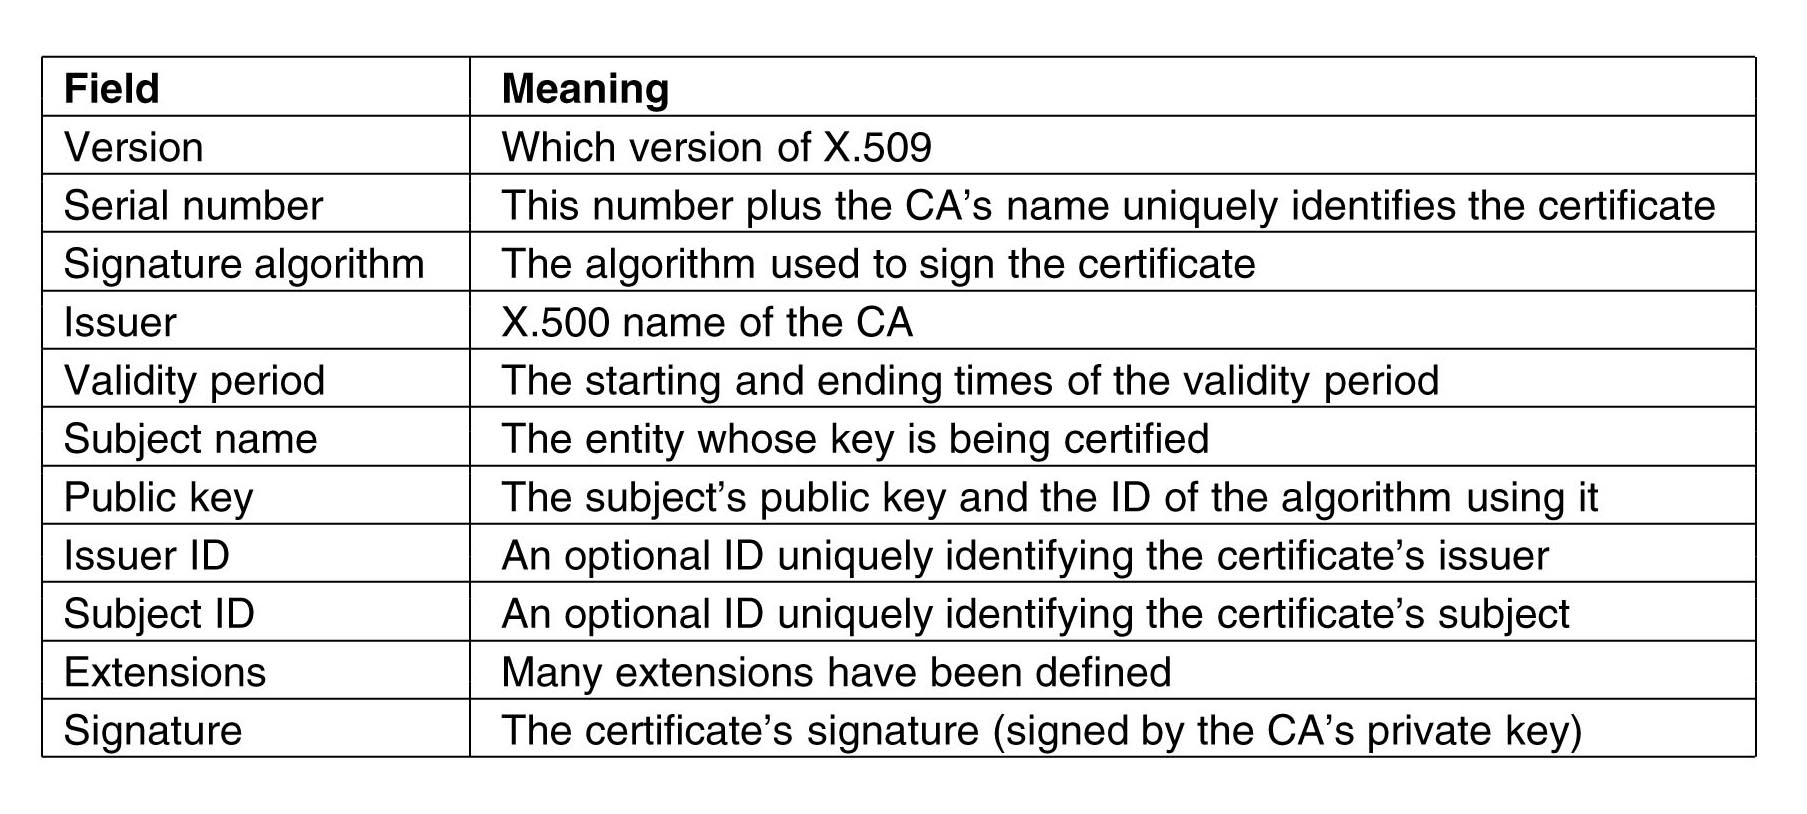 Field Meaning
Version Which version of X.509
Serial number This number plus the CA’s name uniquely identifies the certificate
Signature algorithm The algorithm used to sign the certificate
Issuer X.500 name of the CA
Validity period The starting and ending times of the validity period
Subject name The entity whose key is being certified
Public key The subject’s public key and the ID of the algorithm using it
Issuer ID An optional ID uniquely identifying the certificate’s issuer
Subject ID An optional ID uniquely identifying the certificate’s subject
Extensions Many extensions have been defined
Signature The certificate’s signature (signed by the CA’s private key)